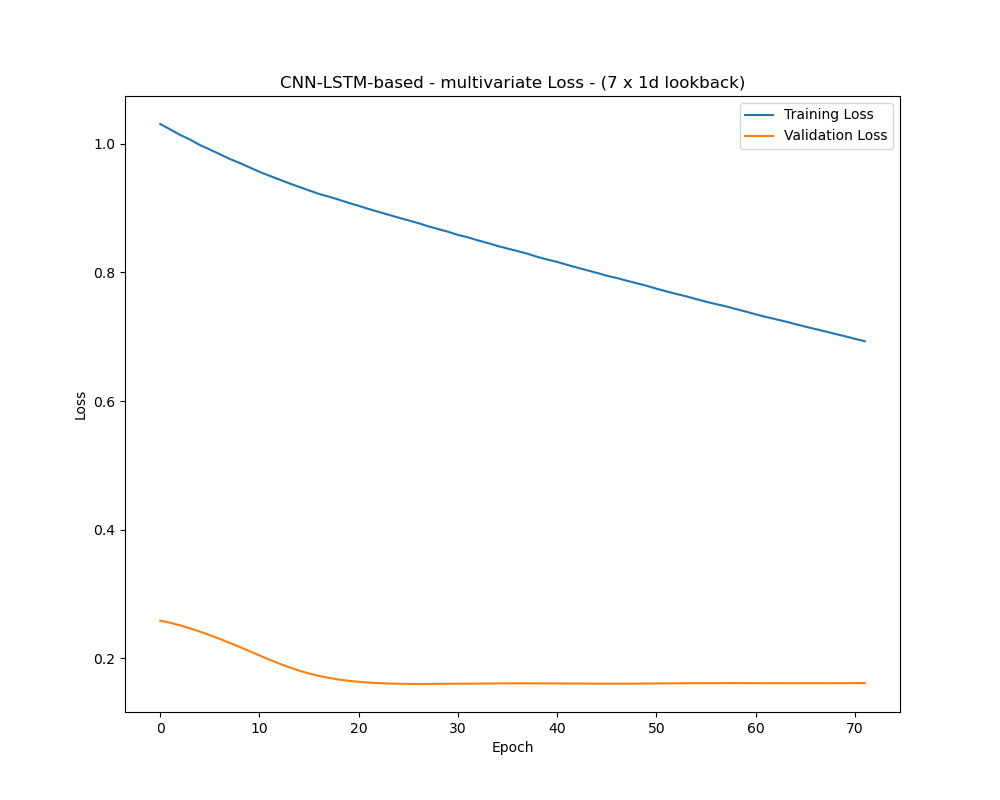 CNN-LSTM-based - multivariate Loss - (7 x 1d lookback)
Training Loss
Validation Loss
1.0
0.8
0.6
0.4
0.2
Loss
0 10 20 30 40 50 60 70
Epoch